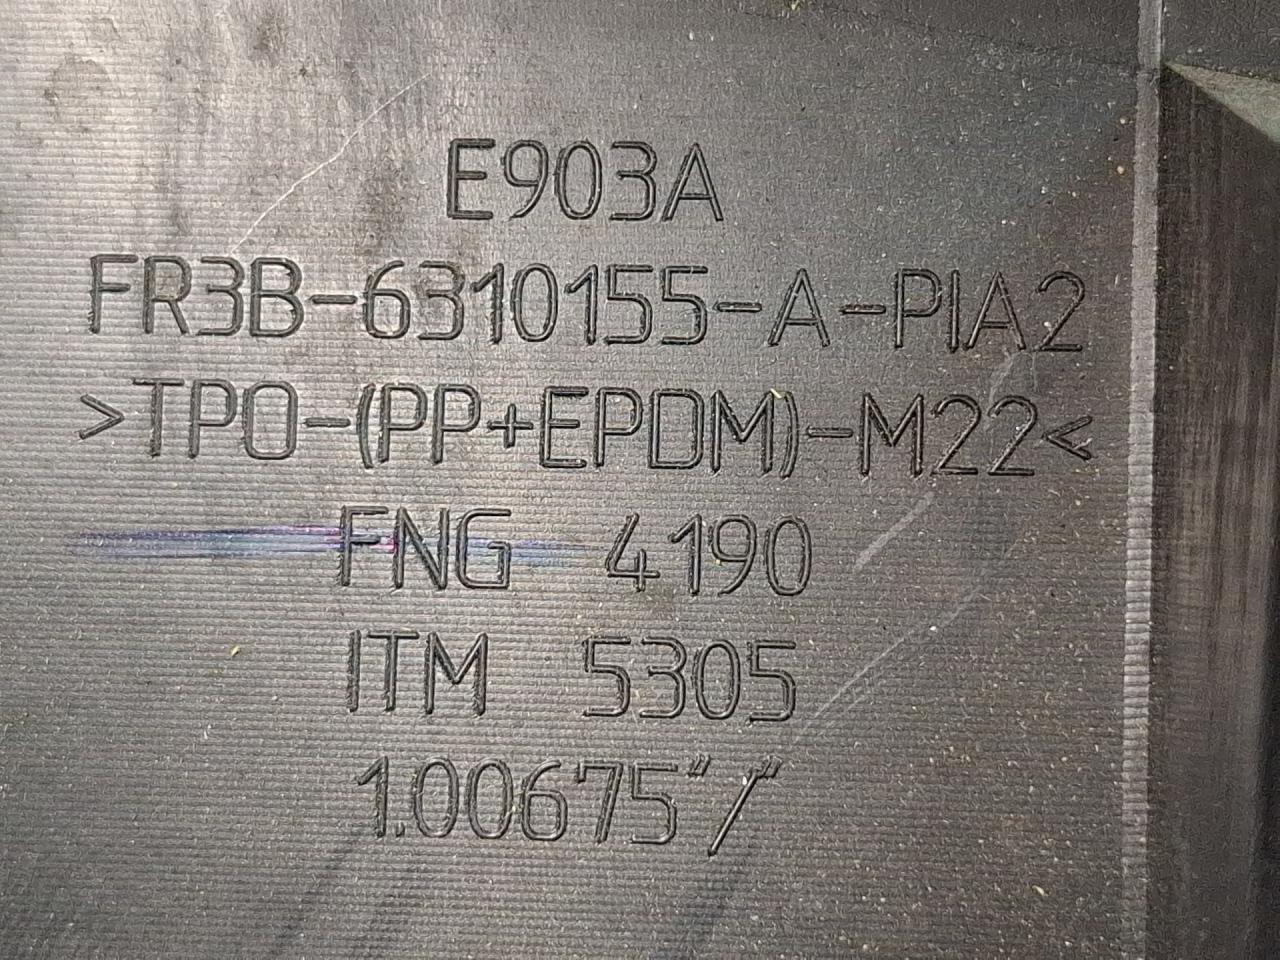 E903A
FR3B-6310155-A-PIA2
>TPO-(PP+EPDM)-M22<
FNG 4190
ITM 5305
1.00675"/"